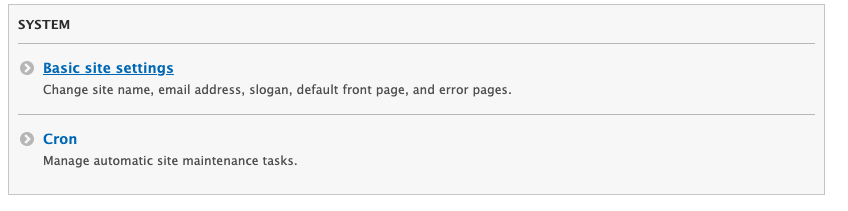 SYSTEM
Basic site settings
Change site name, email address, slogan, default front page, and error pages.
Cron
Manage automatic site maintenance tasks.